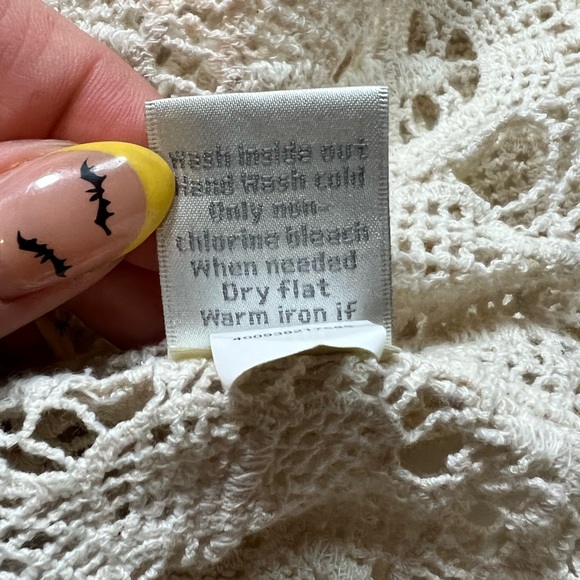 Wash inside out
Hand Wash cold
Only non-
chlorine bleach
When needed
Dry flat
Warm iron if